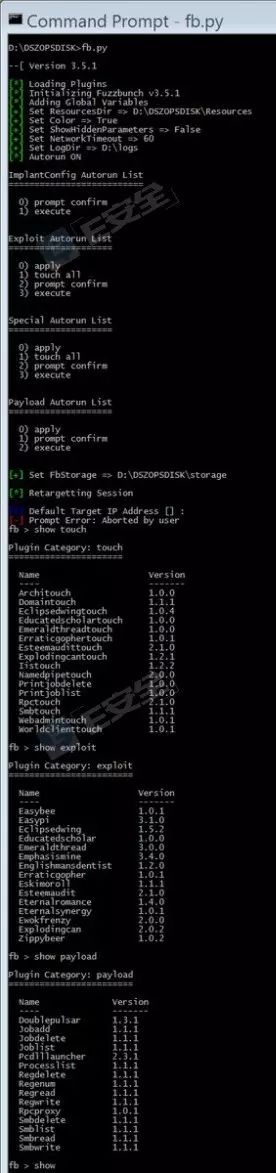 Command Prompt - fb.py
D:\DSZOPSDISK>fb.py
--[ Version 3.5.1
[*] Loading Plugins
[*] Initializing Fuzzbunch v3.5.1
[*] Adding Global Variables
[+] Set ResourcesDir => D:\DSZOPSDISK\Resources
[+] Set Color => True
[+] Set ShowHiddenParameters => False
[+] Set NetworkTimeout => 60
[+] Set LogDir => D:\logs
[*] Autorun ON
ImplantConfig Autorun List
==========================
0) prompt confirm
1) execute
Exploit Autorun List
====================
0) apply
1) touch all
2) prompt confirm
3) execute
Special Autorun List
====================
0) apply
1) touch all
2) prompt confirm
3) execute
Payload Autorun List
====================
0) apply
1) prompt confirm
2) execute
[+] Set FbStorage => D:\DSZOPSDISK\storage
[*] Retargetting Session
Default Target IP Address [] :
[-] Prompt Error: Aborted by user
fb > show touch
Plugin Category: touch
======================
Name Version
---- -------
Architouch 1.0.0
Domaintouch 1.1.1
Eclipsedwingtouch 1.0.4
Educatedscholartouch 1.0.0
Emeraldthreadtouch 1.0.0
Erraticgophertouch 1.0.1
Esteemaudittouch 2.1.0
Explodingcantouch 1.2.1
Iistouch 1.2.2
Namedpipetouch 2.0.0
Printjobdelete 1.0.0
Printjoblist 1.0.0
Rpctouch 2.1.0
Smbtouch 1.1.1
Webadmintouch 1.0.1
Worldclienttouch 1.0.1
fb > show exploit
Plugin Category: exploit
========================
Name Version
---- -------
Easybee 1.0.1
Easypi 3.1.0
Eclipsedwing 1.5.2
Educatedscholar 1.0.0
Emeraldthread 3.0.0
Emphasismine 3.4.0
Englishmansdentist 1.2.0
Erraticgopher 1.0.1
Eskimoroll 1.1.1
Esteemaudit 2.1.0
Eternalromance 1.4.0
Eternalsynergy 1.0.1
Ewokfrenzy 2.0.0
Explodingcan 2.0.2
Zippybeer 1.0.2
fb > show payload
Plugin Category: payload
========================
Name Version
---- -------
Doublepulsar 1.3.1
Jobadd 1.1.1
Jobdelete 1.1.1
Joblist 1.1.1
Pcdlllauncher 2.3.1
Processlist 1.1.1
Regdelete 1.1.1
Regenum 1.1.1
Regread 1.1.1
Regwrite 1.1.1
Rpcproxy 1.0.1
Smbdelete 1.1.1
Smblist 1.1.1
Smbread 1.1.1
Smbwrite 1.1.1
fb > show
E安全
E安全